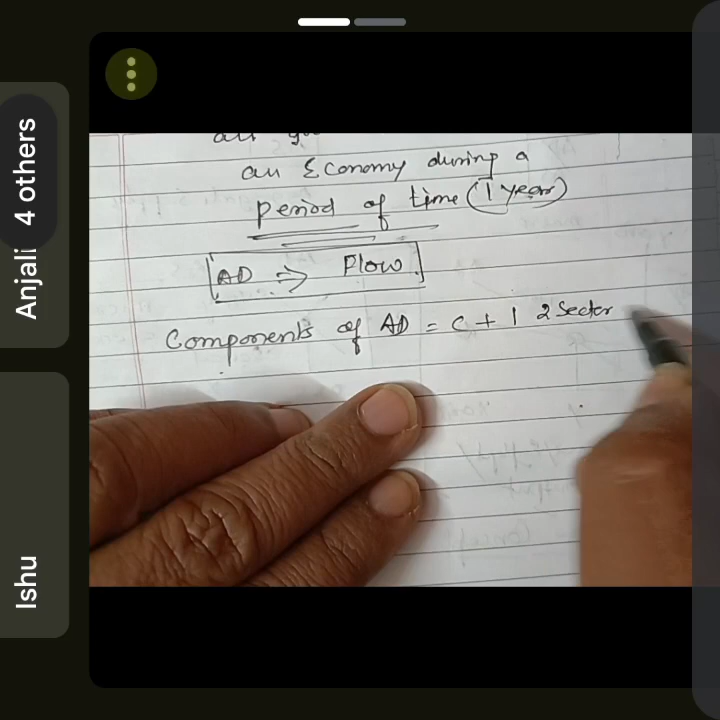 an Economy during a
period of time (1 year)
AD ⇒ Flow
Components of AD = C + I 2 Sector
Anjali 4 others
Ishu